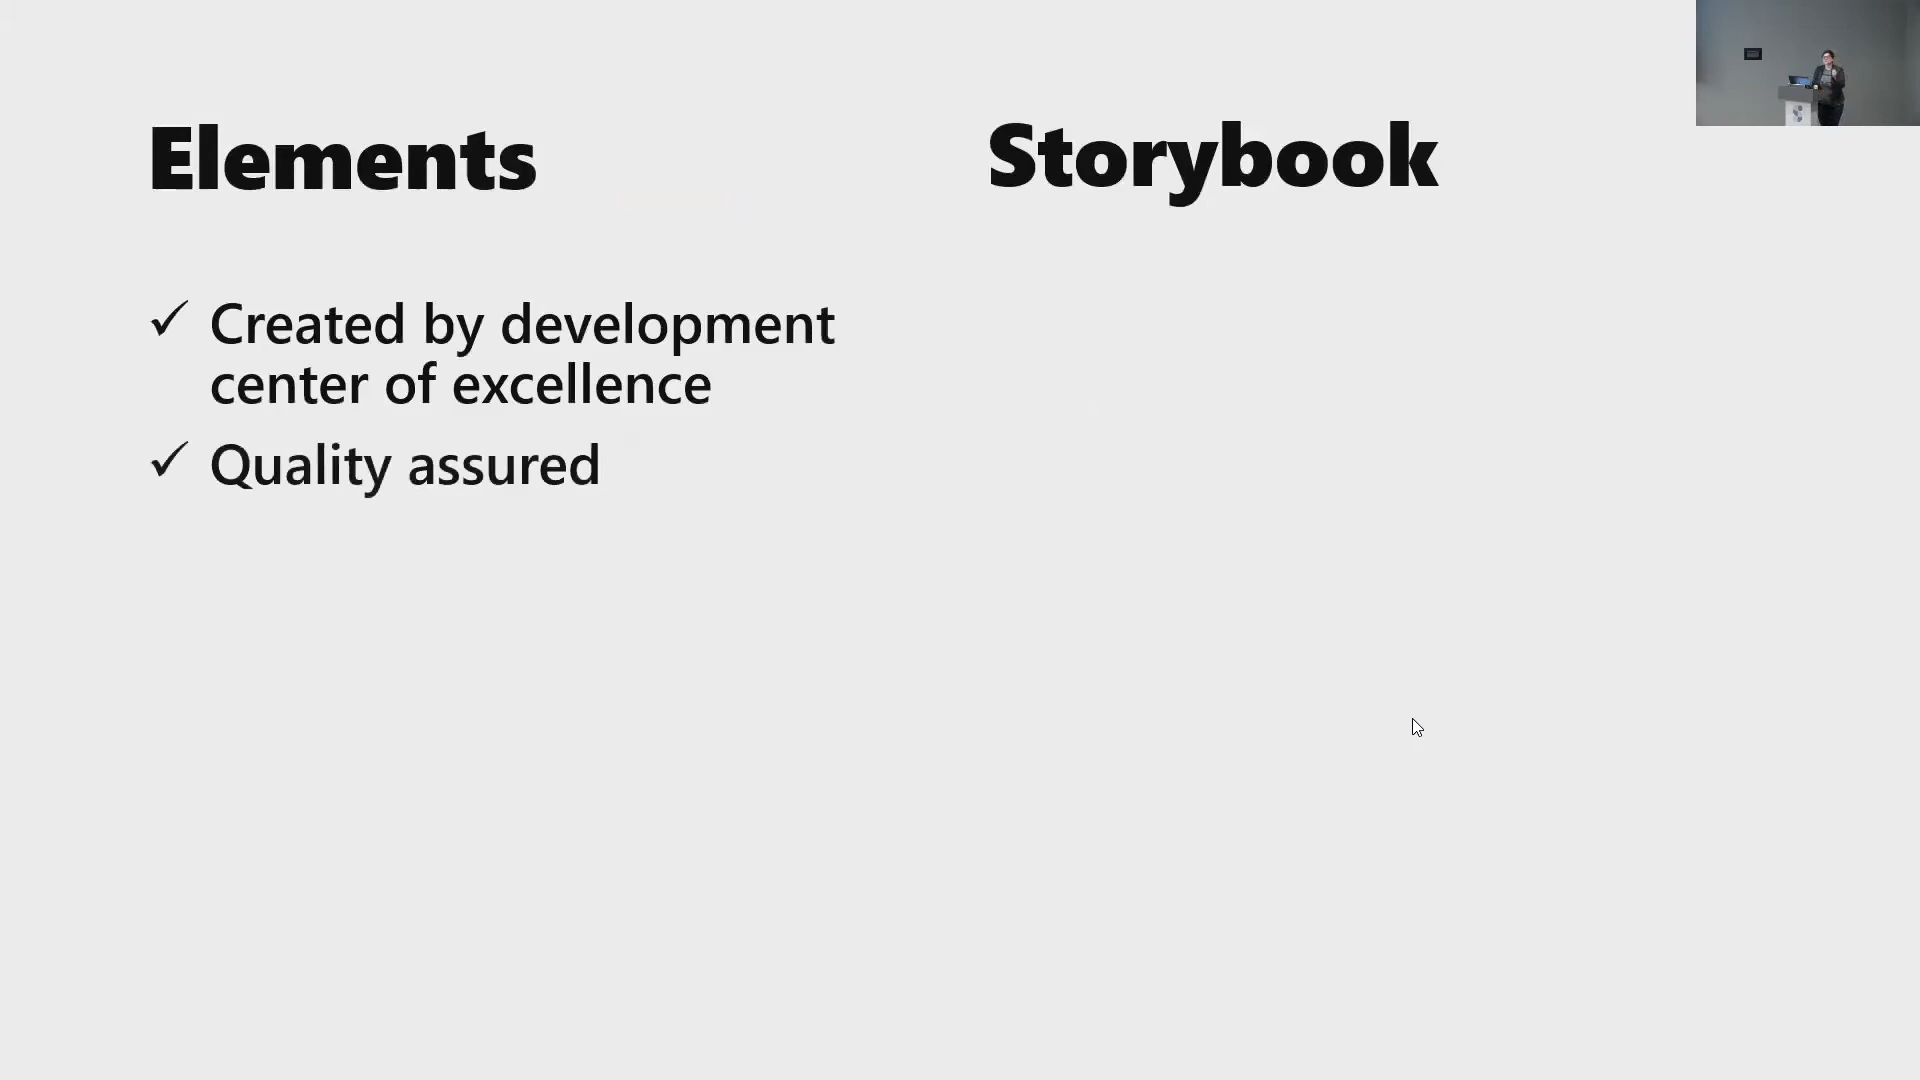 Elements
Created by development
center of excellence
Quality assured
Storybook